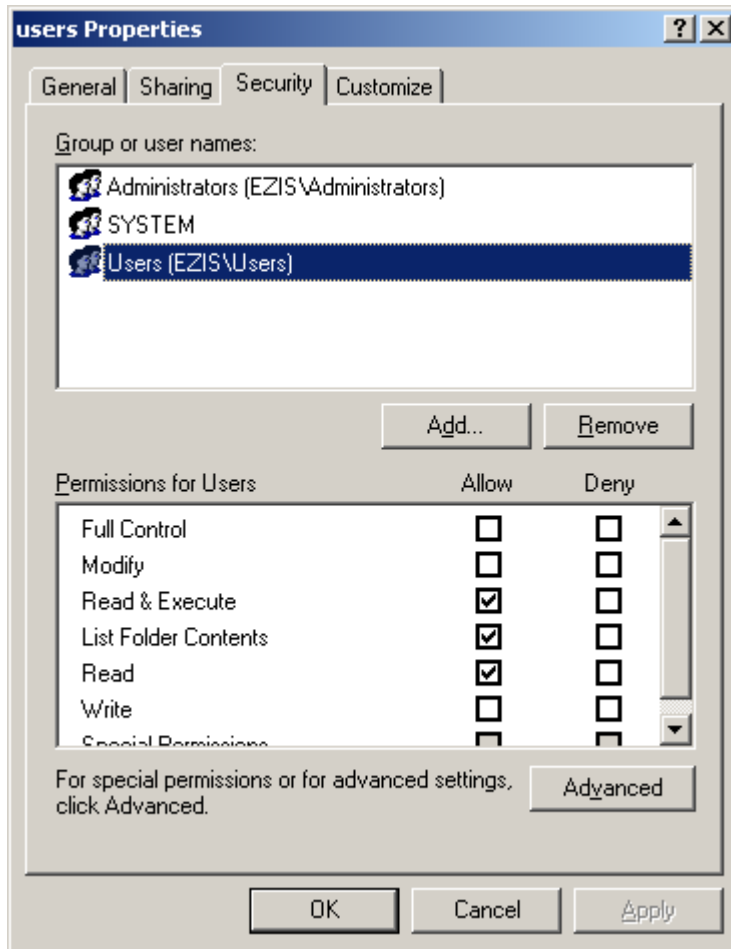 users Properties
General Sharing Security Customize
Group or user names:
Administrators (EZIS\Administrators)
SYSTEM
Users (EZIS\Users)
Add... Remove
Permissions for Users Allow Deny
Full Control
Modify
Read & Execute
List Folder Contents
Read
Write
Special Permissions
For special permissions or for advanced settings,
click Advanced.
Advanced
OK Cancel Apply